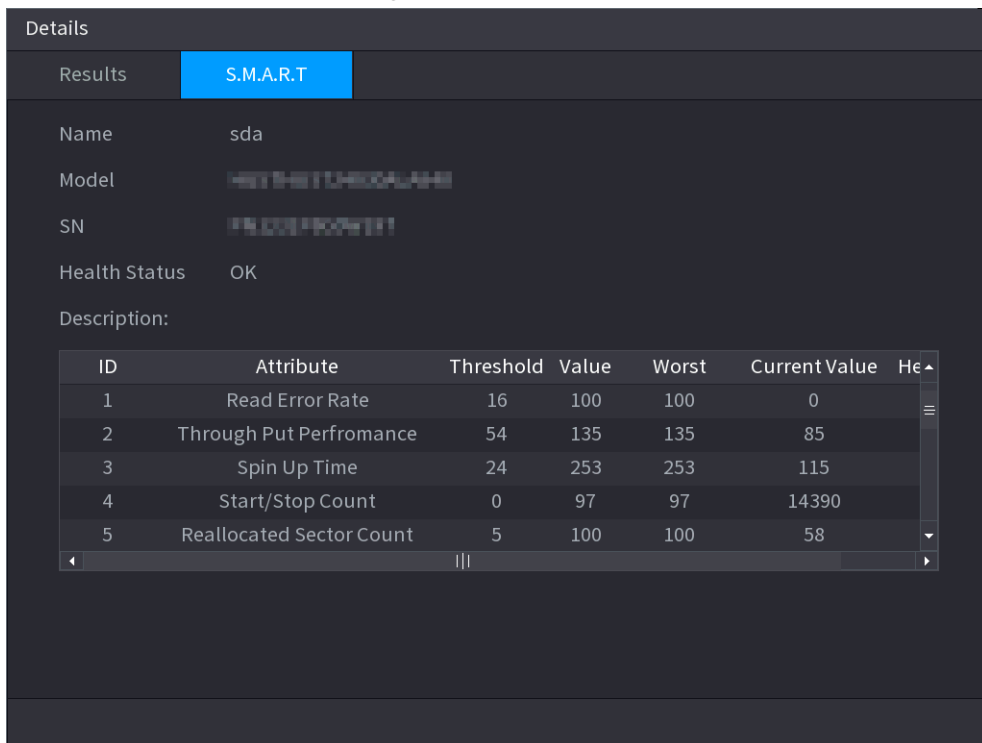 Details
Results S.M.A.R.T
Name sda
Model
SN
Health Status OK
Description:
ID Attribute Threshold Value Worst Current Value He
1 Read Error Rate 16 100 100 0
2 Through Put Perfromance 54 135 135 85
3 Spin Up Time 24 253 253 115
4 Start/Stop Count 0 97 97 14390
5 Reallocated Sector Count 5 100 100 58